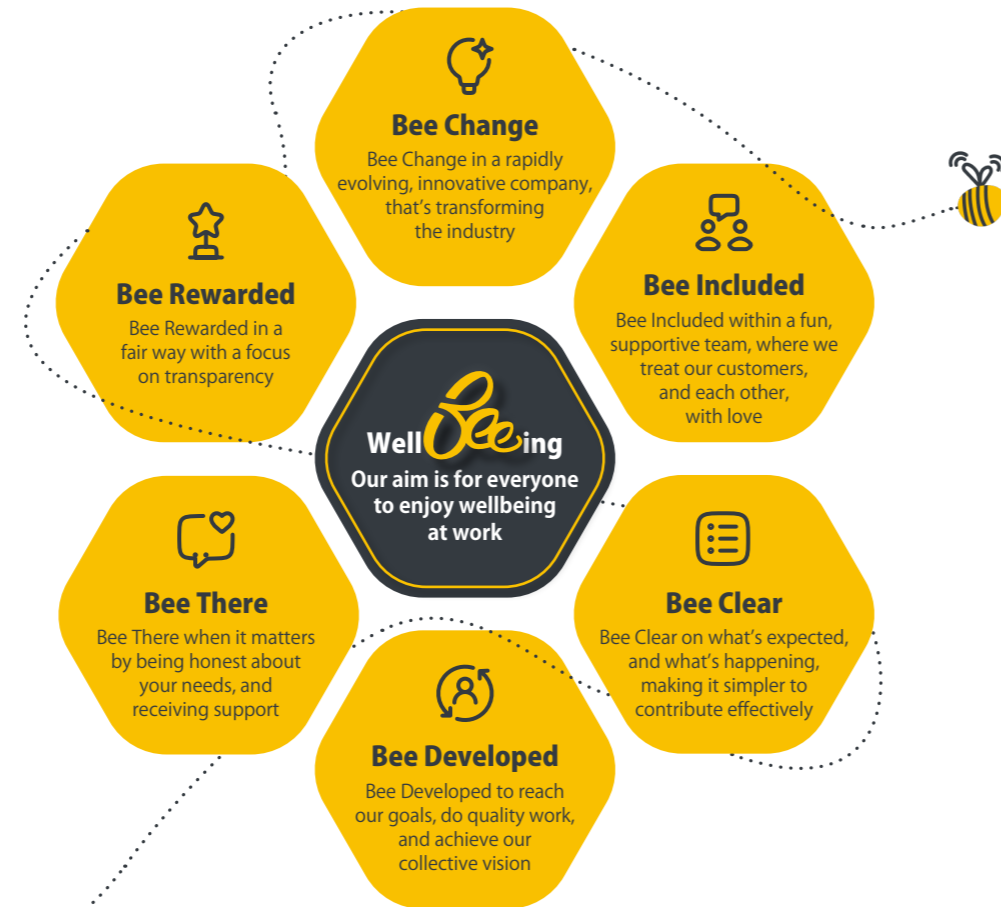 Bee Change
Bee Change in a rapidly
evolving, innovative company,
that's transforming
the industry
Bee Rewarded
Bee Rewarded in a
fair way with a focus
on transparency
Bee Included
Bee Included within a fun,
supportive team, where we
treat our customers,
and each other,
with love
WellBeeing
Our aim is for everyone
to enjoy wellbeing
at work
Bee There
Bee There when it matters
by being honest about
your needs, and
receiving support
Bee Clear
Bee Clear on what's expected,
and what's happening,
making it simpler to
contribute effectively
Bee Developed
Bee Developed to reach
our goals, do quality work,
and achieve our
collective vision